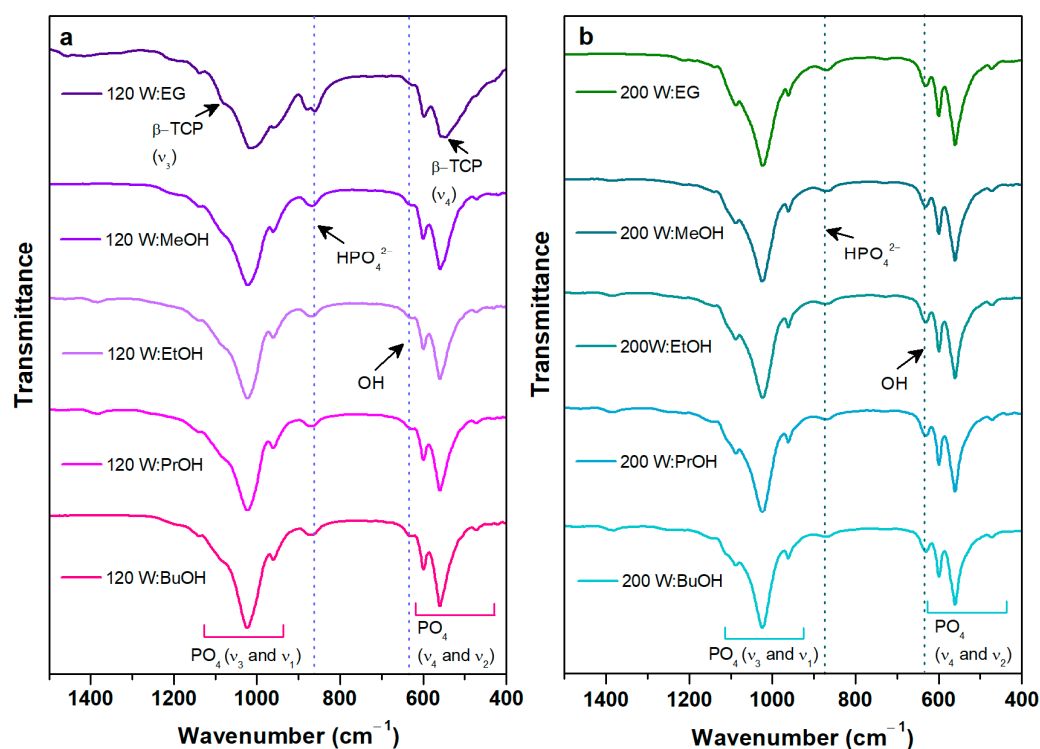 a
Transmittance
120 W:EG
β–TCP
(ν₃)
β–TCP
(ν₄)
120 W:MeOH
HPO₄²⁻
120 W:EtOH
OH
120 W:PrOH
120 W:BuOH
PO₄ (ν₃ and ν₁)
PO₄
(ν₄ and ν₂)
1400 1200 1000 800 600 400
Wavenumber (cm⁻¹)
b
Transmittance
200 W:EG
200 W:MeOH
HPO₄²⁻
200W:EtOH
OH
200 W:PrOH
200 W:BuOH
PO₄ (ν₃ and ν₁)
PO₄
(ν₄ and ν₂)
1400 1200 1000 800 600 400
Wavenumber (cm⁻¹)